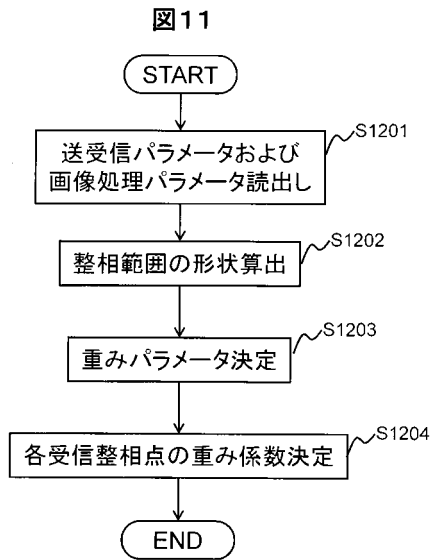 図11
START
S1201
送受信パラメータおよび
画像処理パラメータ読出し
S1202
整相範囲の形状算出
S1203
重みパラメータ決定
S1204
各受信整相点の重み係数決定
END